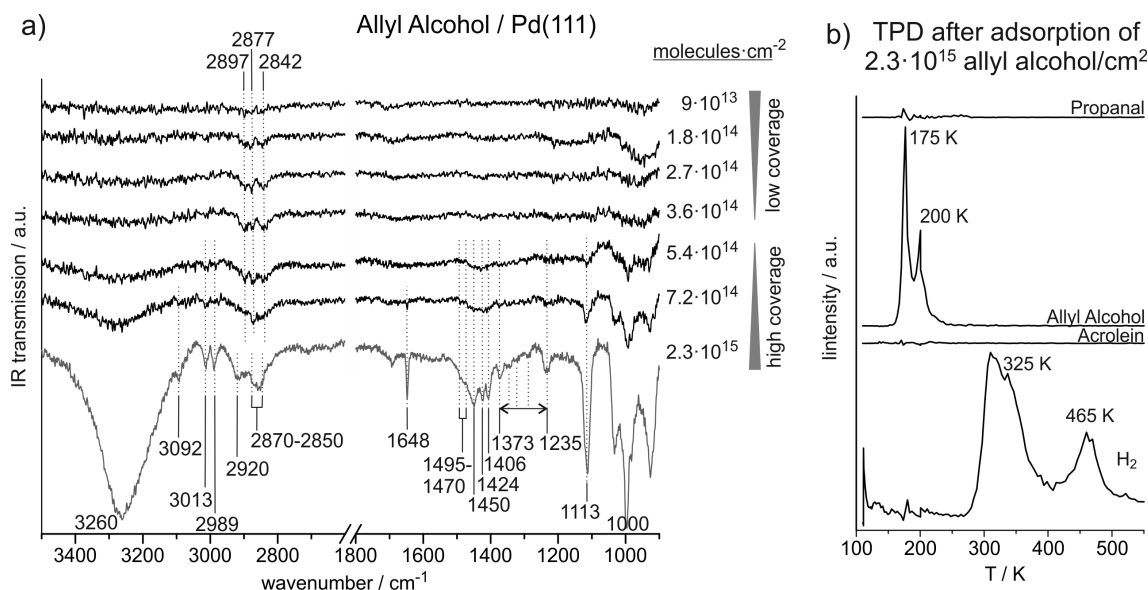 a)
Allyl Alcohol / Pd(111)
molecules·cm⁻²
2877
2897
2842
9·10¹³
1.8·10¹⁴
2.7·10¹⁴
3.6·10¹⁴
5.4·10¹⁴
7.2·10¹⁴
2.3·10¹⁵
low coverage
high coverage
IR transmission / a.u.
3260
3092
3013
2989
2920
2870-2850
1648
1495-
1470
1450
1424
1406
1373
1235
1113
1000
3400
3200
3000
2800
1600
1400
1200
1000
wavenumber / cm⁻¹
b)
TPD after adsorption of
2.3·10¹⁵ allyl alcohol/cm²
Propanal
175 K
200 K
Allyl Alcohol
Acrolein
325 K
465 K
H₂
Iintensity / a.u.
100
200
300
400
500
T / K